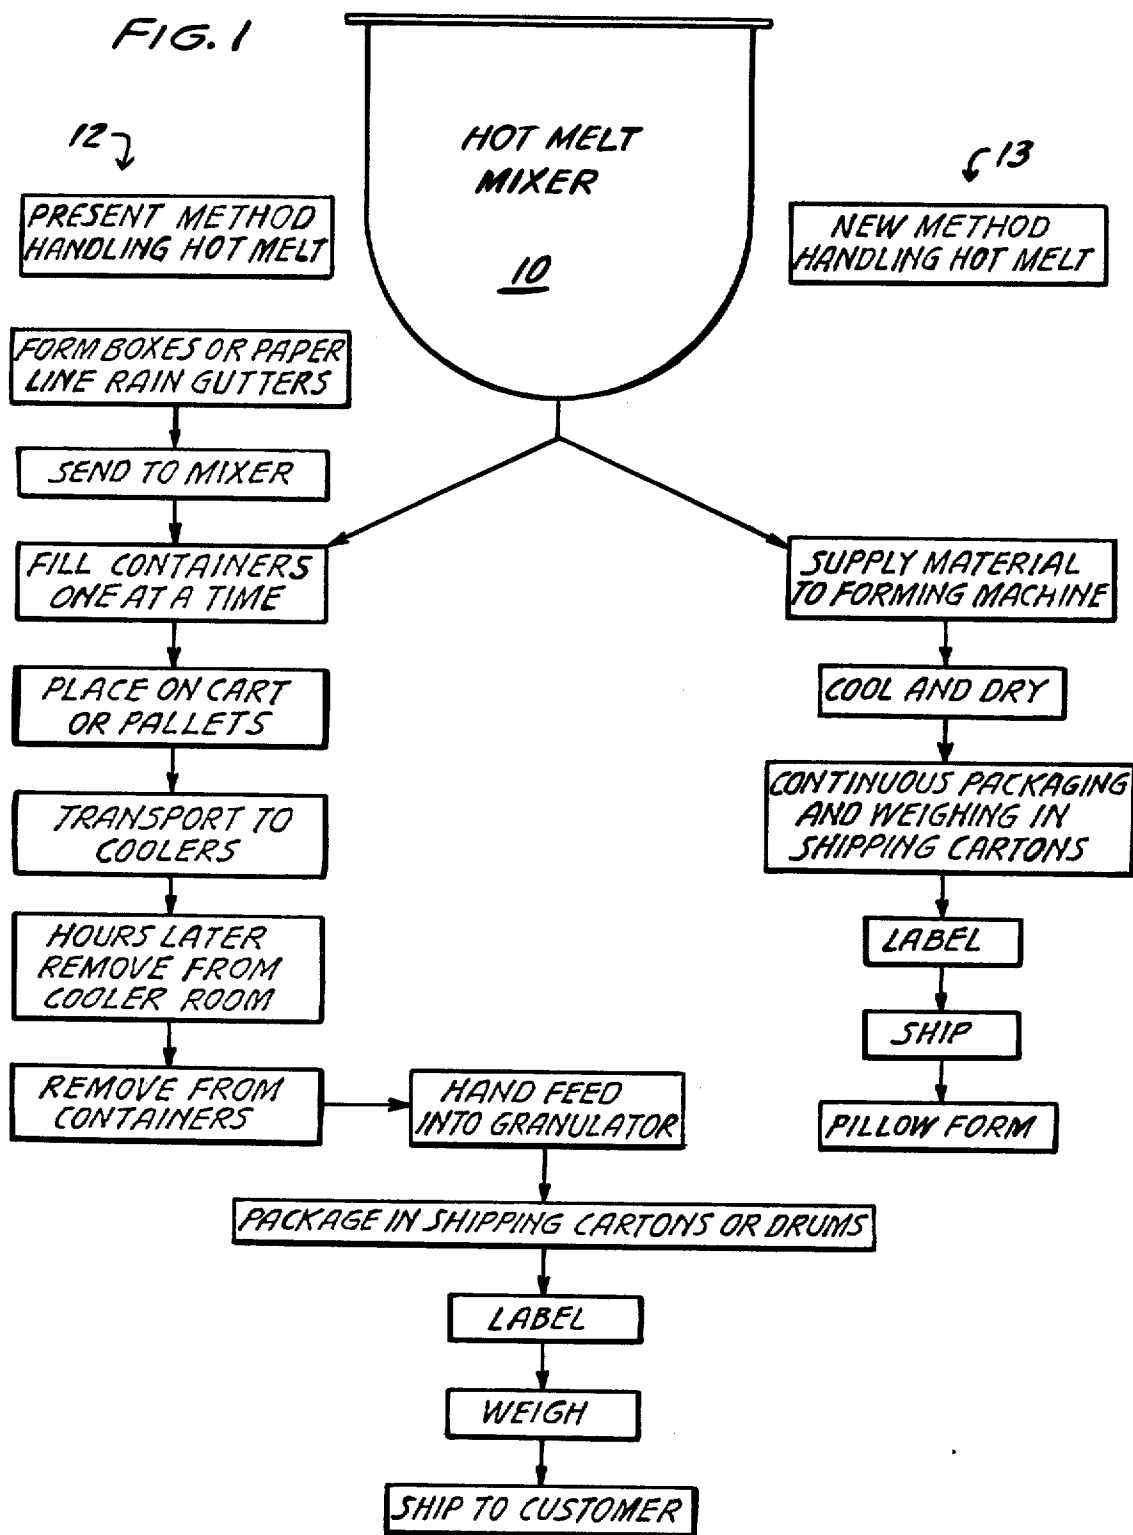 FIG. 1
HOT MELT
MIXER
10
12
PRESENT METHOD
HANDLING HOT MELT
FORM BOXES OR PAPER
LINE RAIN GUTTERS
SEND TO MIXER
FILL CONTAINERS
ONE AT A TIME
PLACE ON CART
OR PALLETS
TRANSPORT TO
COOLERS
HOURS LATER
REMOVE FROM
COOLER ROOM
REMOVE FROM
CONTAINERS
HAND FEED
INTO GRANULATOR
PACKAGE IN SHIPPING CARTONS OR DRUMS
LABEL
WEIGH
SHIP TO CUSTOMER
13
NEW METHOD
HANDLING HOT MELT
SUPPLY MATERIAL
TO FORMING MACHINE
COOL AND DRY
CONTINUOUS PACKAGING
AND WEIGHING IN
SHIPPING CARTONS
LABEL
SHIP
PILLOW FORM